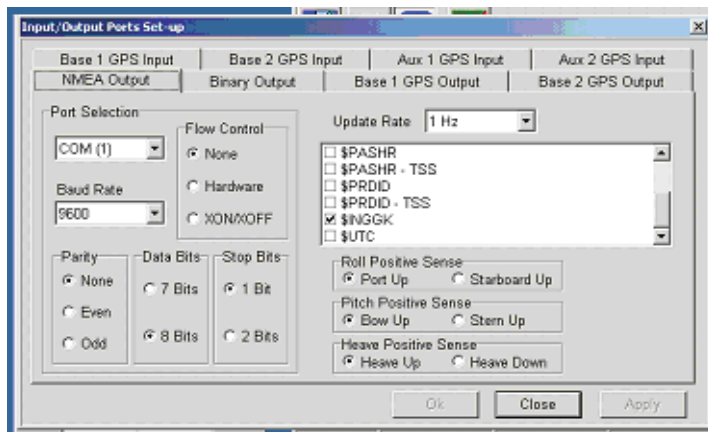 Input/Output Ports Set-up
Base 1 GPS Input
Base 2 GPS Input
Aux 1 GPS Input
Aux 2 GPS Input
NMEA Output
Binary Output
Base 1 GPS Output
Base 2 GPS Output
Port Selection
COM (1)
Baud Rate
9600
Flow Control
None
Hardware
XON/XOFF
Parity
None
Even
Odd
Data Bits
7 Bits
8 Bits
Stop Bits
1 Bit
2 Bits
Update Rate
1 Hz
$PASHR
$PASHR - TSS
$PRDID
$PRDID - TSS
$INGGK
$UTC
Roll Positive Sense
Port Up
Starboard Up
Pitch Positive Sense
Bow Up
Stern Up
Heave Positive Sense
Heave Up
Heave Down
Ok
Close
Apply